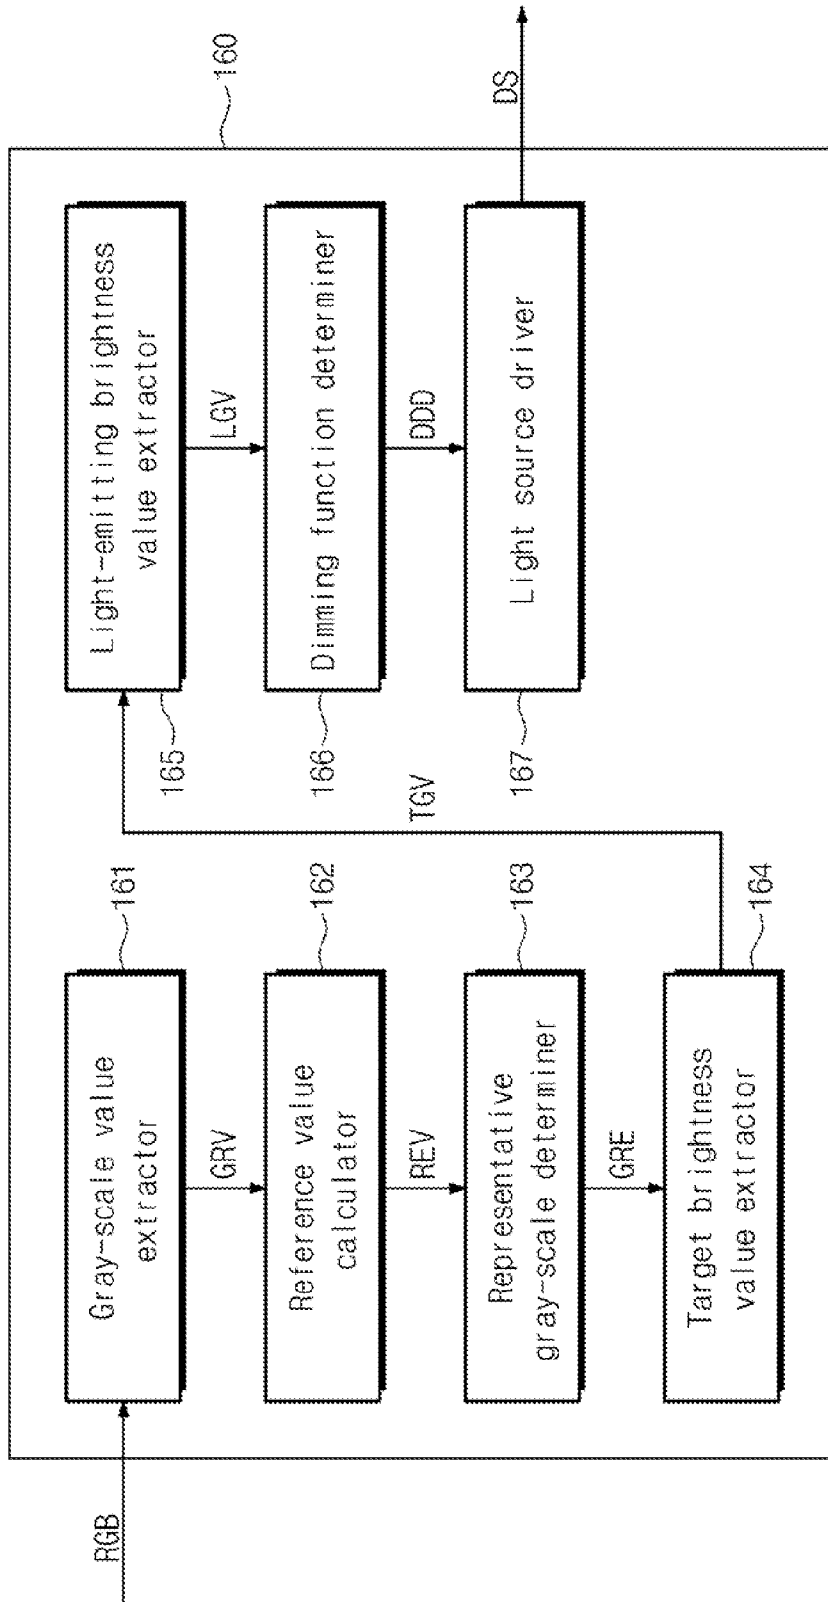 160
RGB
Gray-scale value
extractor
161
GRV
Reference value
calculator
162
REV
Representative
gray-scale determiner
163
GRE
Target brightness
value extractor
164
TGV
Light-emitting brightness
value extractor
165
LGV
Dimming function determiner
166
DDD
Light source driver
167
DS